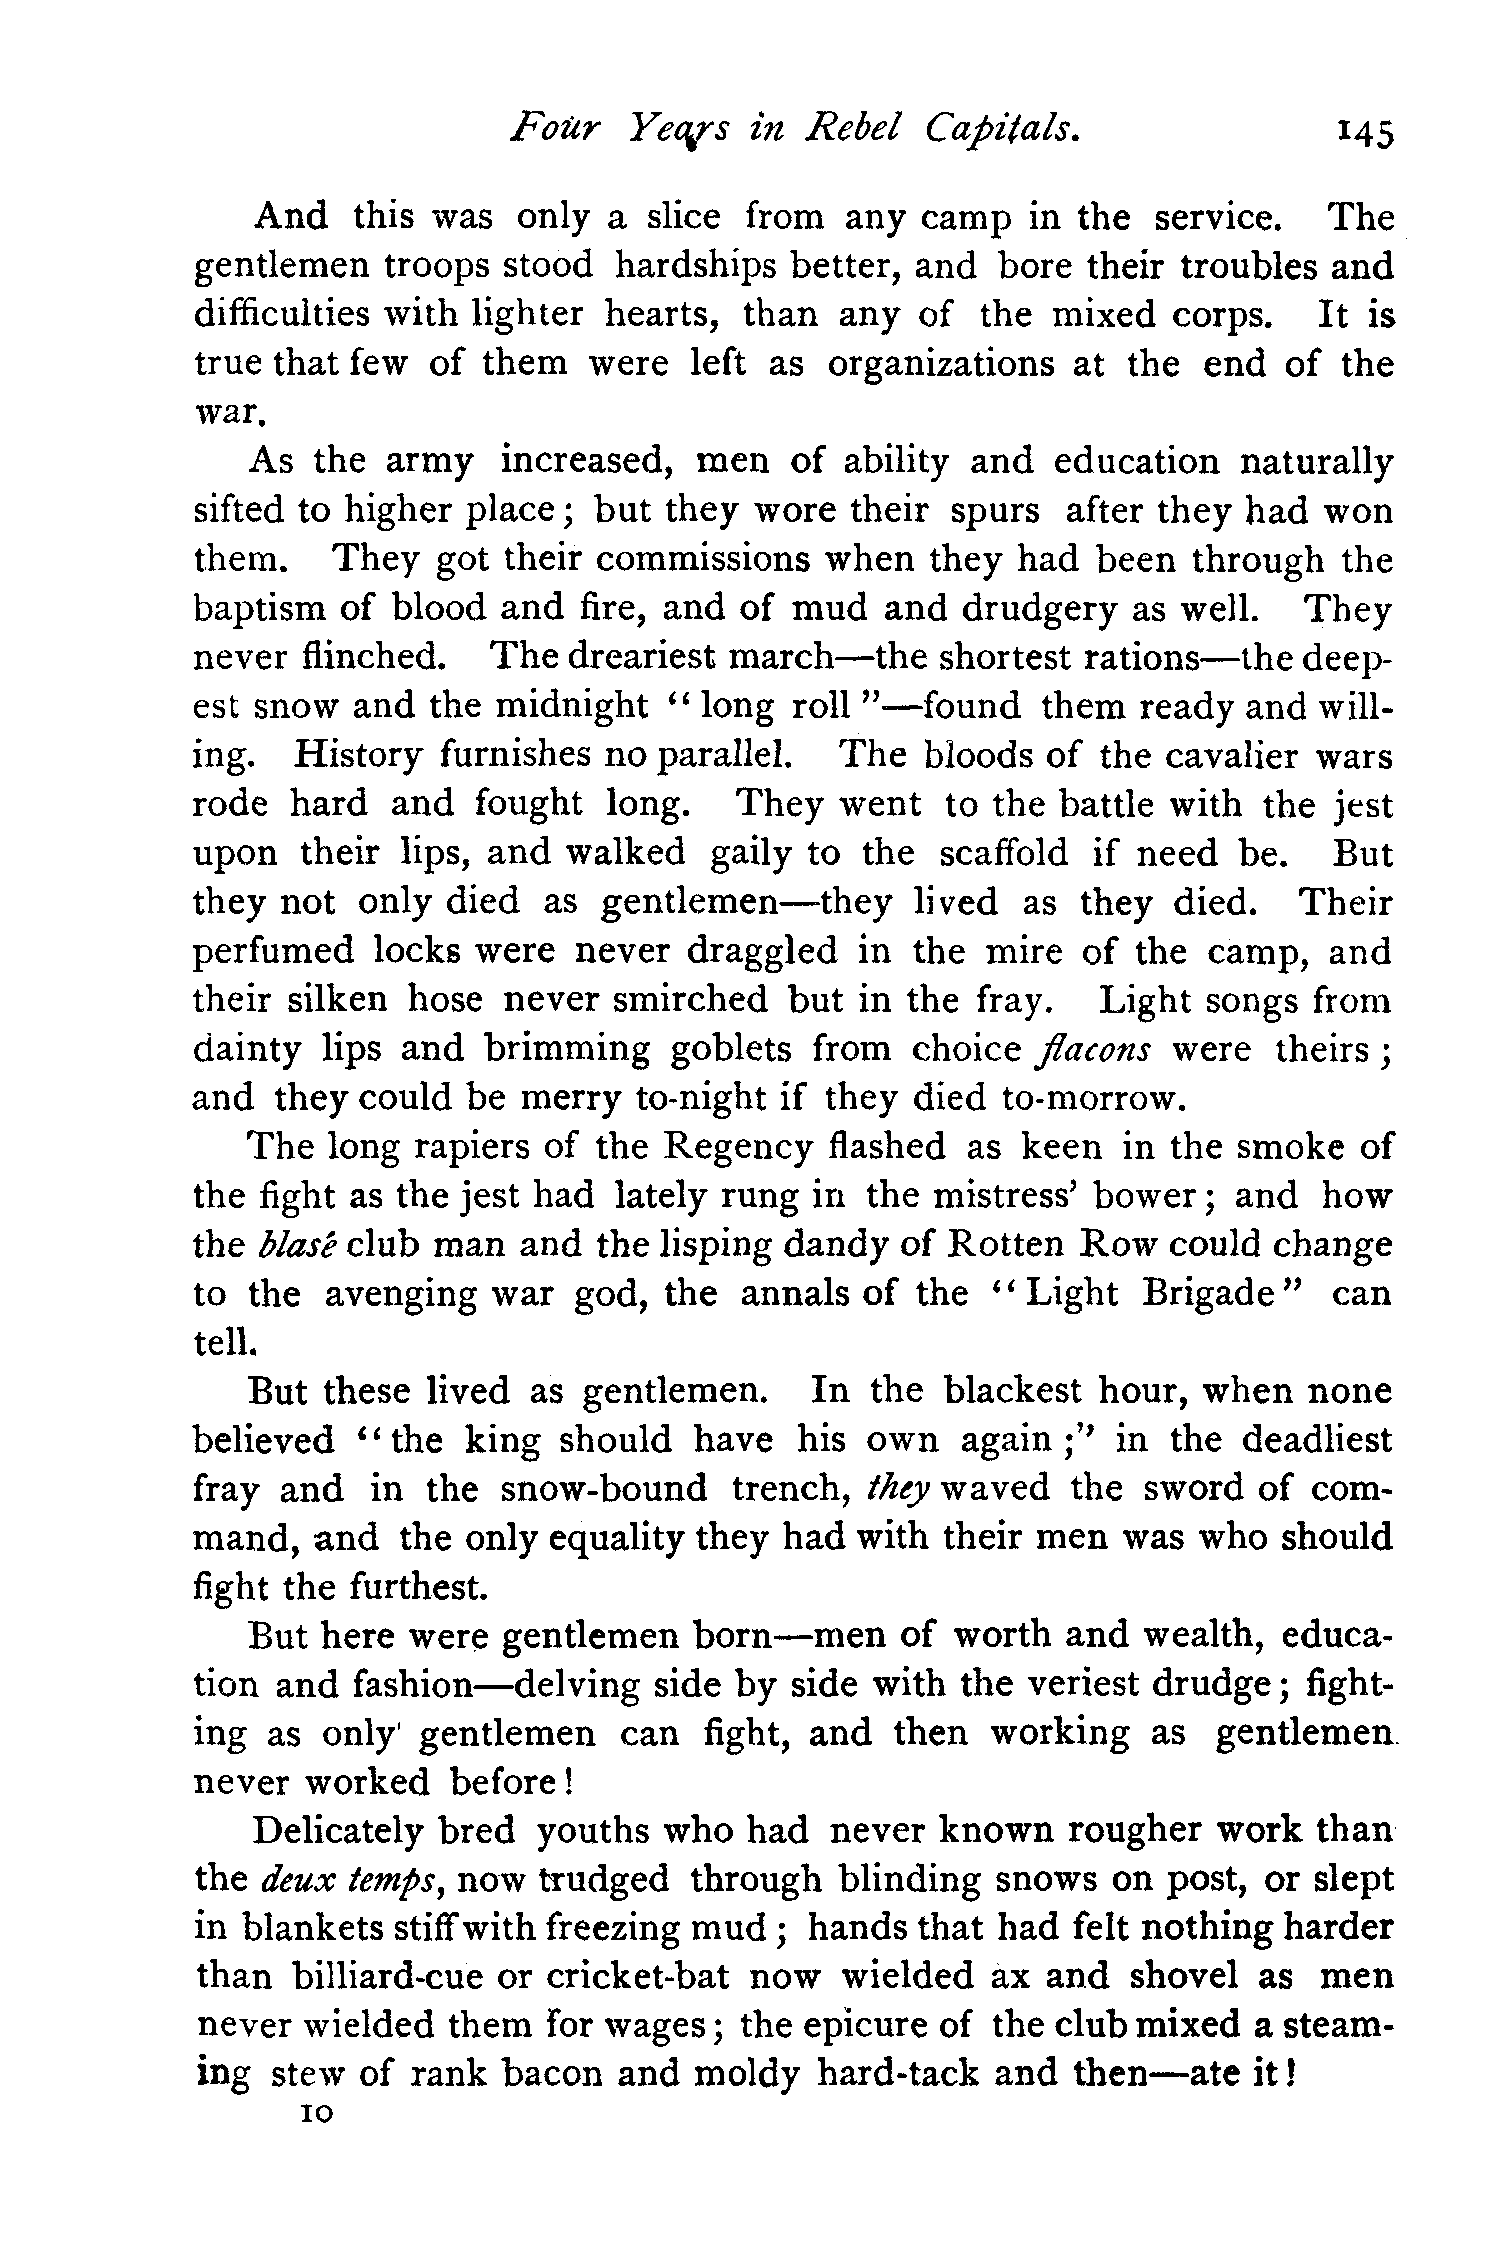 Four Years in Rebel Capitals. 145
And this was only a slice from any camp in the service. The
gentlemen troops stood hardships better, and bore their troubles and
difficulties with lighter hearts, than any of the mixed corps. It is
true that few of them were left as organizations at the end of the
war.
As the army increased, men of ability and education naturally
sifted to higher place; but they wore their spurs after they had won
them. They got their commissions when they had been through the
baptism of blood and fire, and of mud and drudgery as well. They
never flinched. The dreariest march—the shortest rations—the deep-
est snow and the midnight “long roll”—found them ready and will-
ing. History furnishes no parallel. The bloods of the cavalier wars
rode hard and fought long. They went to the battle with the jest
upon their lips, and walked gaily to the scaffold if need be. But
they not only died as gentlemen—they lived as they died. Their
perfumed locks were never draggled in the mire of the camp, and
their silken hose never smirched but in the fray. Light songs from
dainty lips and brimming goblets from choice flacons were theirs;
and they could be merry to-night if they died to-morrow.
The long rapiers of the Regency flashed as keen in the smoke of
the fight as the jest had lately rung in the mistress’ bower; and how
the blasé club man and the lisping dandy of Rotten Row could change
to the avenging war god, the annals of the “Light Brigade” can
tell.
But these lived as gentlemen. In the blackest hour, when none
believed “the king should have his own again;” in the deadliest
fray and in the snow-bound trench, they waved the sword of com-
mand, and the only equality they had with their men was who should
fight the furthest.
But here were gentlemen born—men of worth and wealth, educa-
tion and fashion—delving side by side with the veriest drudge; fight-
ing as only gentlemen can fight, and then working as gentlemen
never worked before!
Delicately bred youths who had never known rougher work than
the deux temps, now trudged through blinding snows on post, or slept
in blankets stiff with freezing mud; hands that had felt nothing harder
than billiard-cue or cricket-bat now wielded ax and shovel as men
never wielded them for wages; the epicure of the club mixed a steam-
ing stew of rank bacon and moldy hard-tack and then—ate it!
10